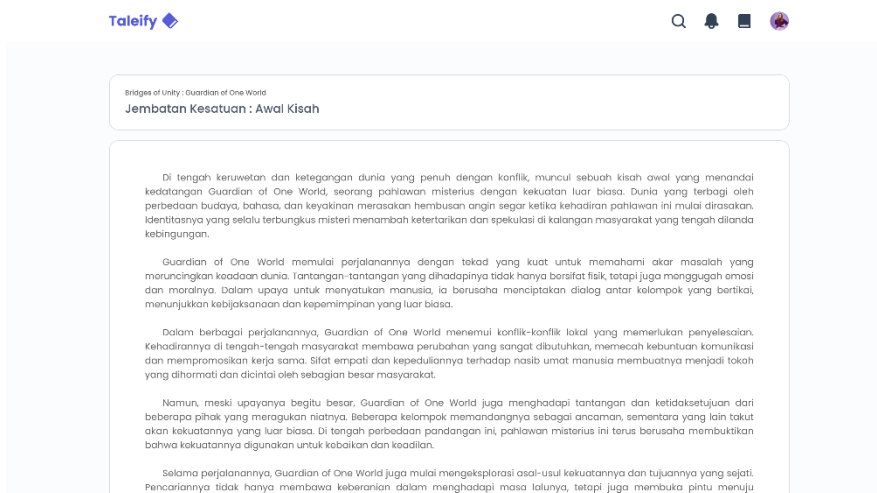 Taleify
Bridges of Unity : Guardian of One World
Jembatan Kesatuan : Awal Kisah
Di tengah keruwetan dan ketegangan dunia yang penuh dengan konflik, muncul sebuah kisah awal yang menandai
kedatangan Guardian of One World, seorang pahlawan misterius dengan kekuatan luar biasa. Dunia yang terbagi oleh
perbedaan budaya, bahasa, dan keyakinan merasakan hembusan angin segar ketika kehadiran pahlawan ini mulai dirasakan.
Identitasnya yang selalu terbungkus misteri menambah ketertarikan dan spekulasi di kalangan masyarakat yang tengah dilanda
kebingungan.
Guardian of One World memulai perjalanannya dengan tekad yang kuat untuk memahami akar masalah yang
meruncingkan keadaan dunia. Tantangan-tantangan yang dihadapinya tidak hanya bersifat fisik, tetapi juga menggugah emosi
dan moralnya. Dalam upaya untuk menyatukan manusia, ia berusaha menciptakan dialog antar kelompok yang bertikai,
menunjukkan kebijaksanaan dan kepemimpinan yang luar biasa.
Dalam berbagai perjalanannya, Guardian of One World menemui konflik-konflik lokal yang memerlukan penyelesaian.
Kehadirannya di tengah-tengah masyarakat membawa perubahan yang sangat dibutuhkan, memecah kebuntuan komunikasi
dan mempromosikan kerja sama. Sifat empati dan kepeduliannya terhadap nasib umat manusia membuatnya menjadi tokoh
yang dihormati dan dicintai oleh sebagian besar masyarakat.
Namun, meski upayanya begitu besar, Guardian of One World juga menghadapi tantangan dan ketidaksetujuan dari
beberapa pihak yang meragukan niatnya. Beberapa kelompok memandangnya sebagai ancaman, sementara yang lain takut
akan kekuatannya yang luar biasa. Di tengah perbedaan pandangan ini, pahlawan misterius ini terus berusaha membuktikan
bahwa kekuatannya digunakan untuk kebaikan dan keadilan.
Selama perjalanannya, Guardian of One World juga mulai mengeksplorasi asal-usul kekuatannya dan tujuannya yang sejati.
Pencariannya tidak hanya membawa keberanian dalam menghadapi masa lalunya, tetapi juga membuka pintu menuju